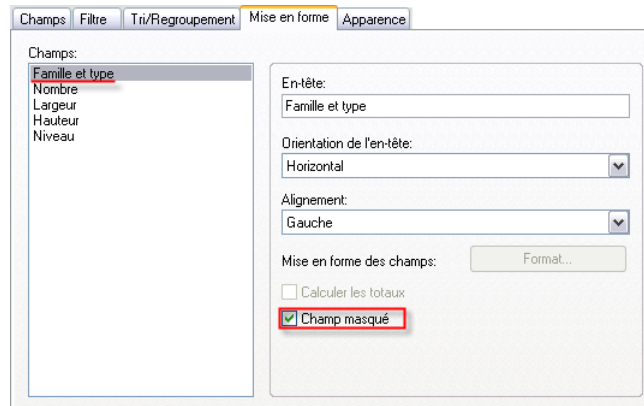 Champs Filtre Tri/Regroupement Mise en forme Apparence
Champs:
Famille et type
Nombre
Largeur
Hauteur
Niveau
En-tête:
Famille et type
Orientation de l'en-tête:
Horizontal
Alignement:
Gauche
Mise en forme des champs: Format...
Calculer les totaux
Champ masqué